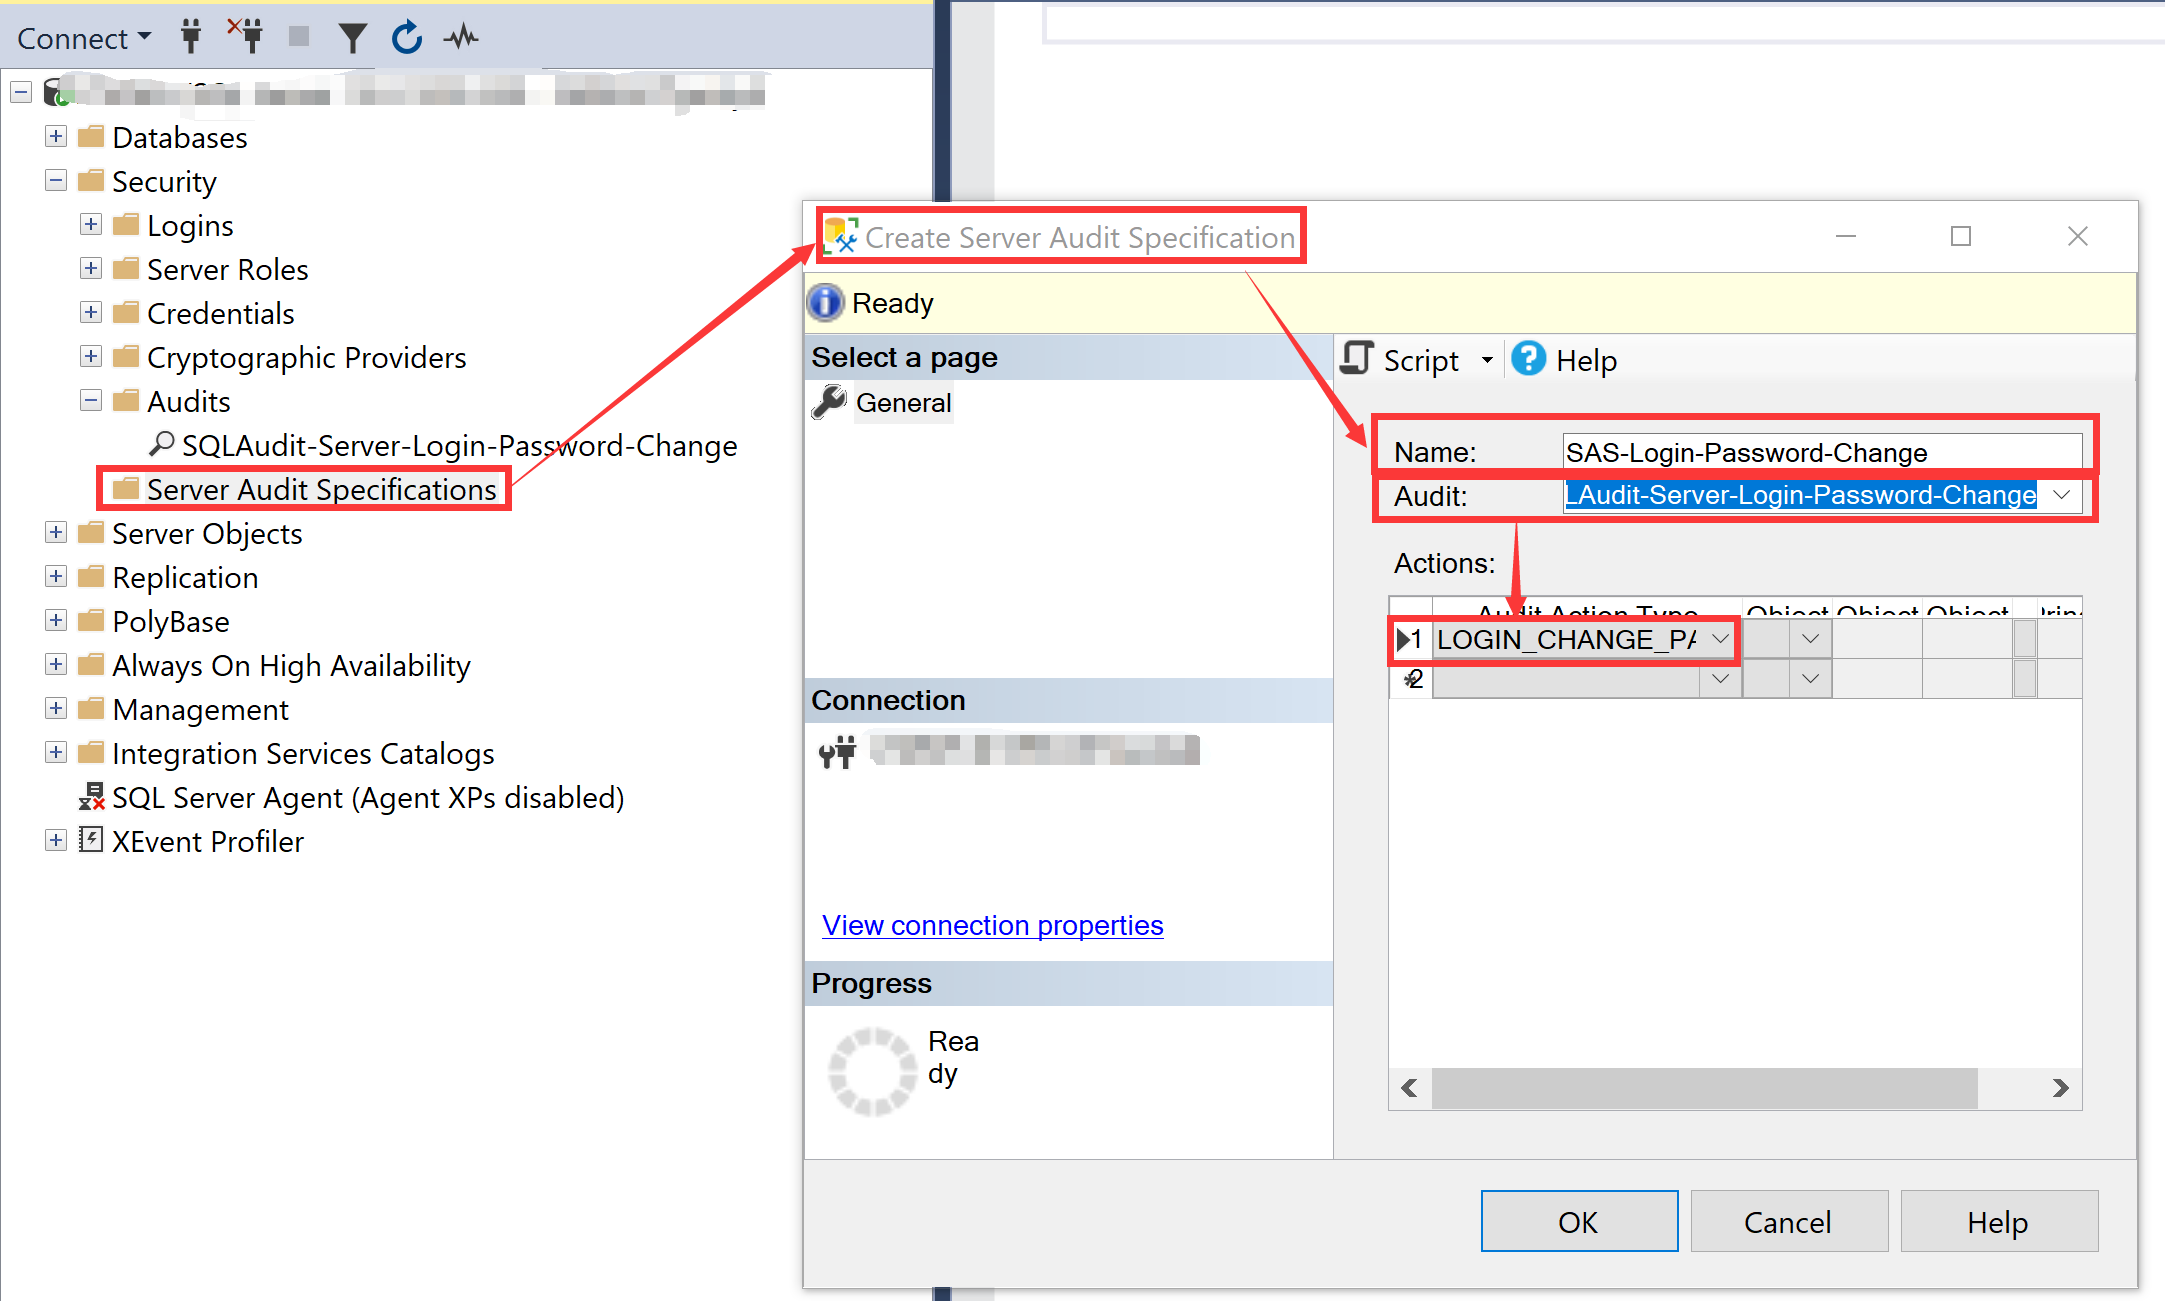 Connect
Databases
Security
Logins
Server Roles
Credentials
Cryptographic Providers
Audits
SQLAudit-Server-Login-Password-Change
Server Audit Specifications
Server Objects
Replication
PolyBase
Always On High Availability
Management
Integration Services Catalogs
SQL Server Agent (Agent XPs disabled)
XEvent Profiler
Create Server Audit Specification
Ready
Select a page
General
Connection
View connection properties
Progress
Rea
dy
Script Help
Name: SAS-Login-Password-Change
Audit: LAudit-Server-Login-Password-Change
Actions:
Audit Action Type Object Object Object Princ
1 LOGIN_CHANGE_PA
2
OK Cancel Help